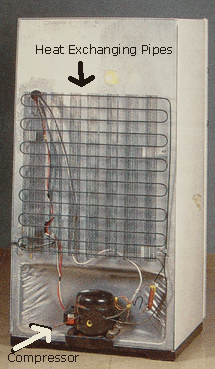 Heat Exchanging Pipes
Compressor